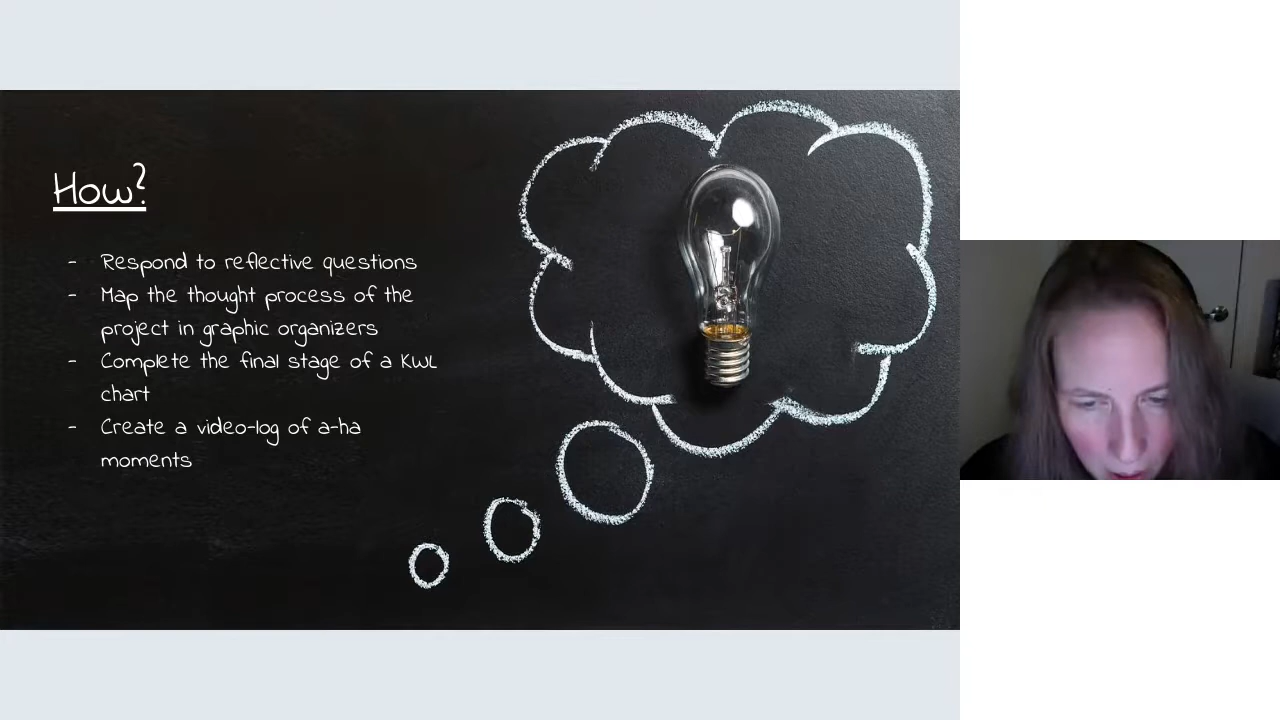 How?
- Respond to reflective questions
- Map the thought process of the
project in graphic organizers
- Complete the final stage of a KWL
chart
- Create a video-log of a-ha
moments